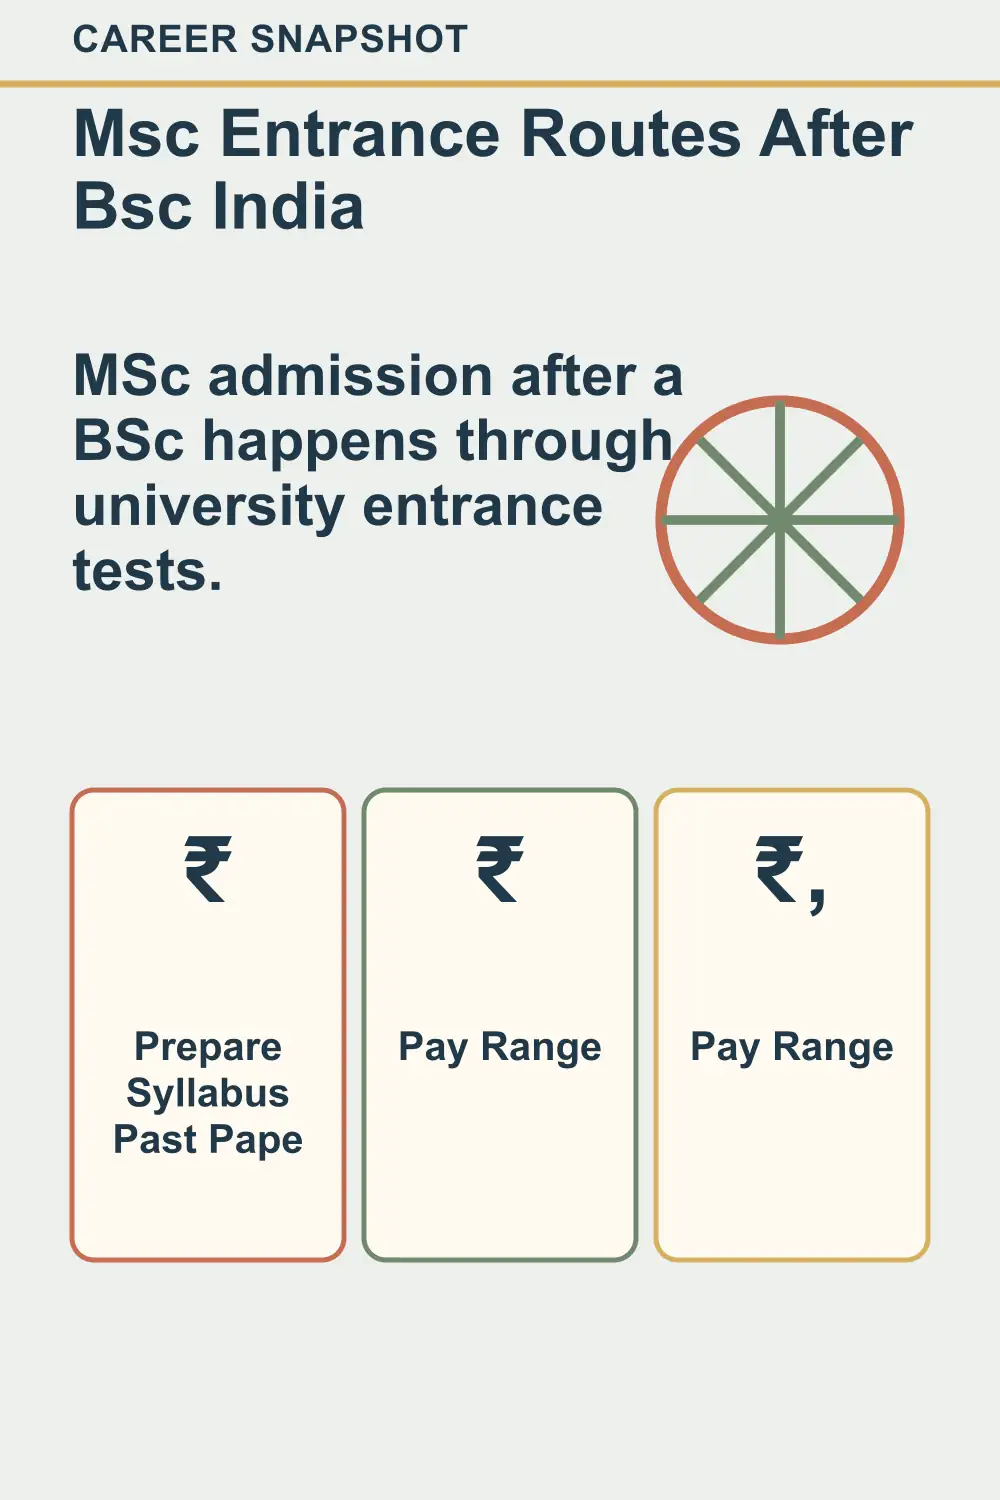 CAREER SNAPSHOT
Msc Entrance Routes After
Bsc India
MSc admission after a
BSc happens through
university entrance
tests.
₹
Prepare
Syllabus
Past Pape
₹
Pay Range
₹,
Pay Range